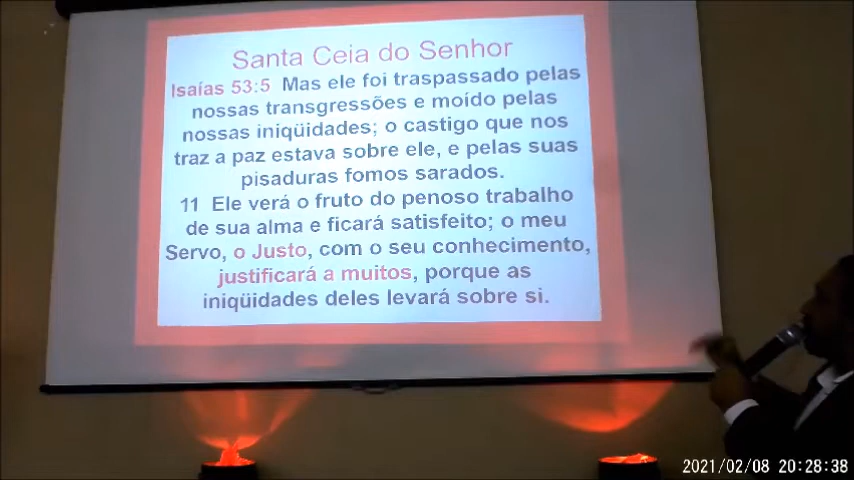 Santa Ceia do Senhor
Isaías 53:5 Mas ele foi traspassado pelas
nossas transgressões e moído pelas
nossas iniqüidades; o castigo que nos
traz a paz estava sobre ele, e pelas suas
pisaduras fomos sarados.
11 Ele verá o fruto do penoso trabalho
de sua alma e ficará satisfeito; o meu
Servo, o Justo, com o seu conhecimento,
justificará a muitos, porque as
iniqüidades deles levará sobre si.
2021/02/08 20:28:38